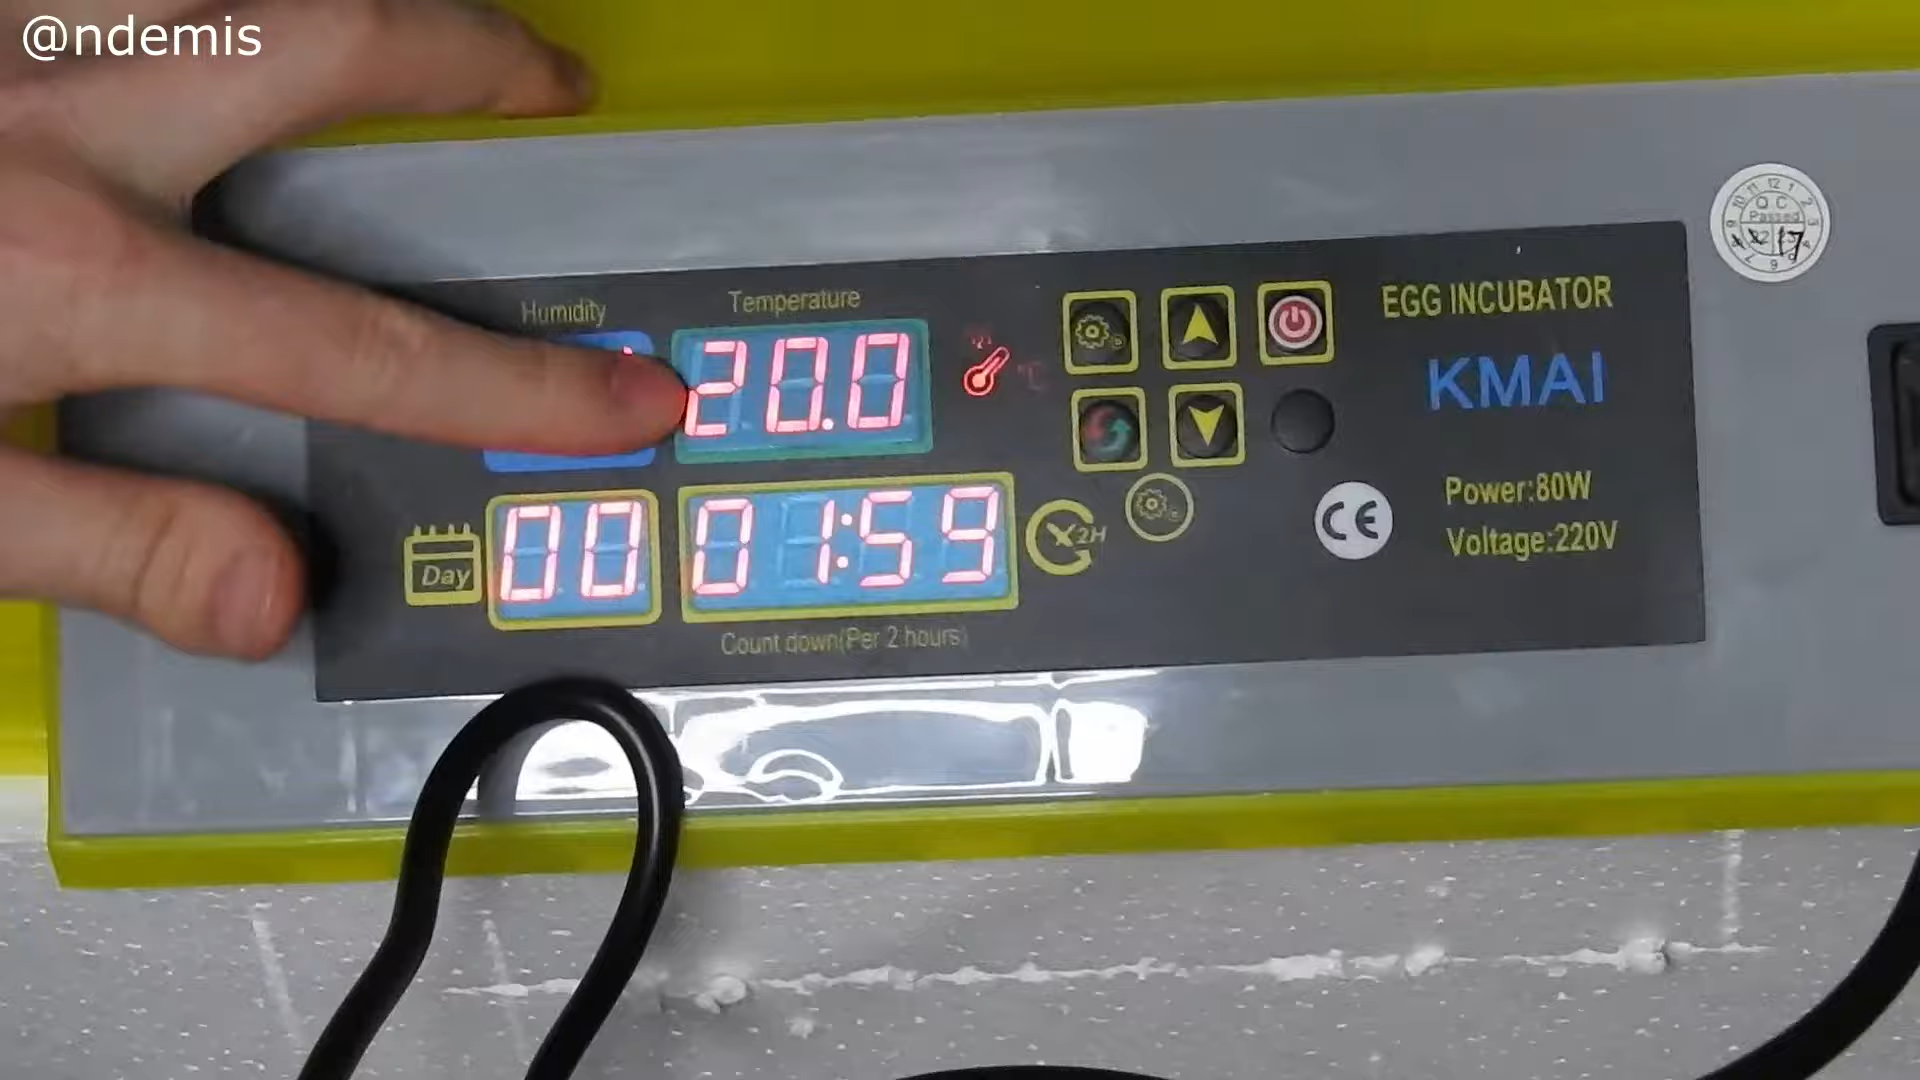 @ndemis
Humidity
Temperature
20.0
°C
EGG INCUBATOR
KMAI
Power:80W
Voltage:220V
CE
Day
00
01:59
2H
Count down(Per 2 hours)
QC
Passed
17